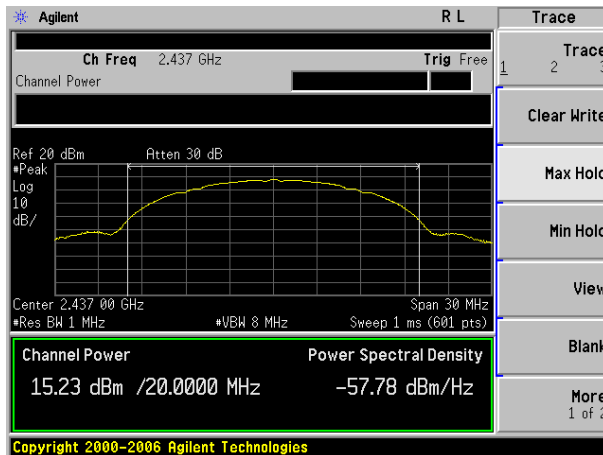 Agilent R L Trace
Ch Freq 2.437 GHz Trig Free
Channel Power
Trace
1 2 3
Clear Write
Max Hold
Min Hold
View
Blank
More
1 of 2
Ref 20 dBm Atten 30 dB
#Peak
Log
10
dB/
Center 2.437 00 GHz Span 30 MHz
#Res BW 1 MHz #VBW 8 MHz Sweep 1 ms (601 pts)
Channel Power Power Spectral Density
15.23 dBm /20.0000 MHz -57.78 dBm/Hz
Copyright 2000-2006 Agilent Technologies